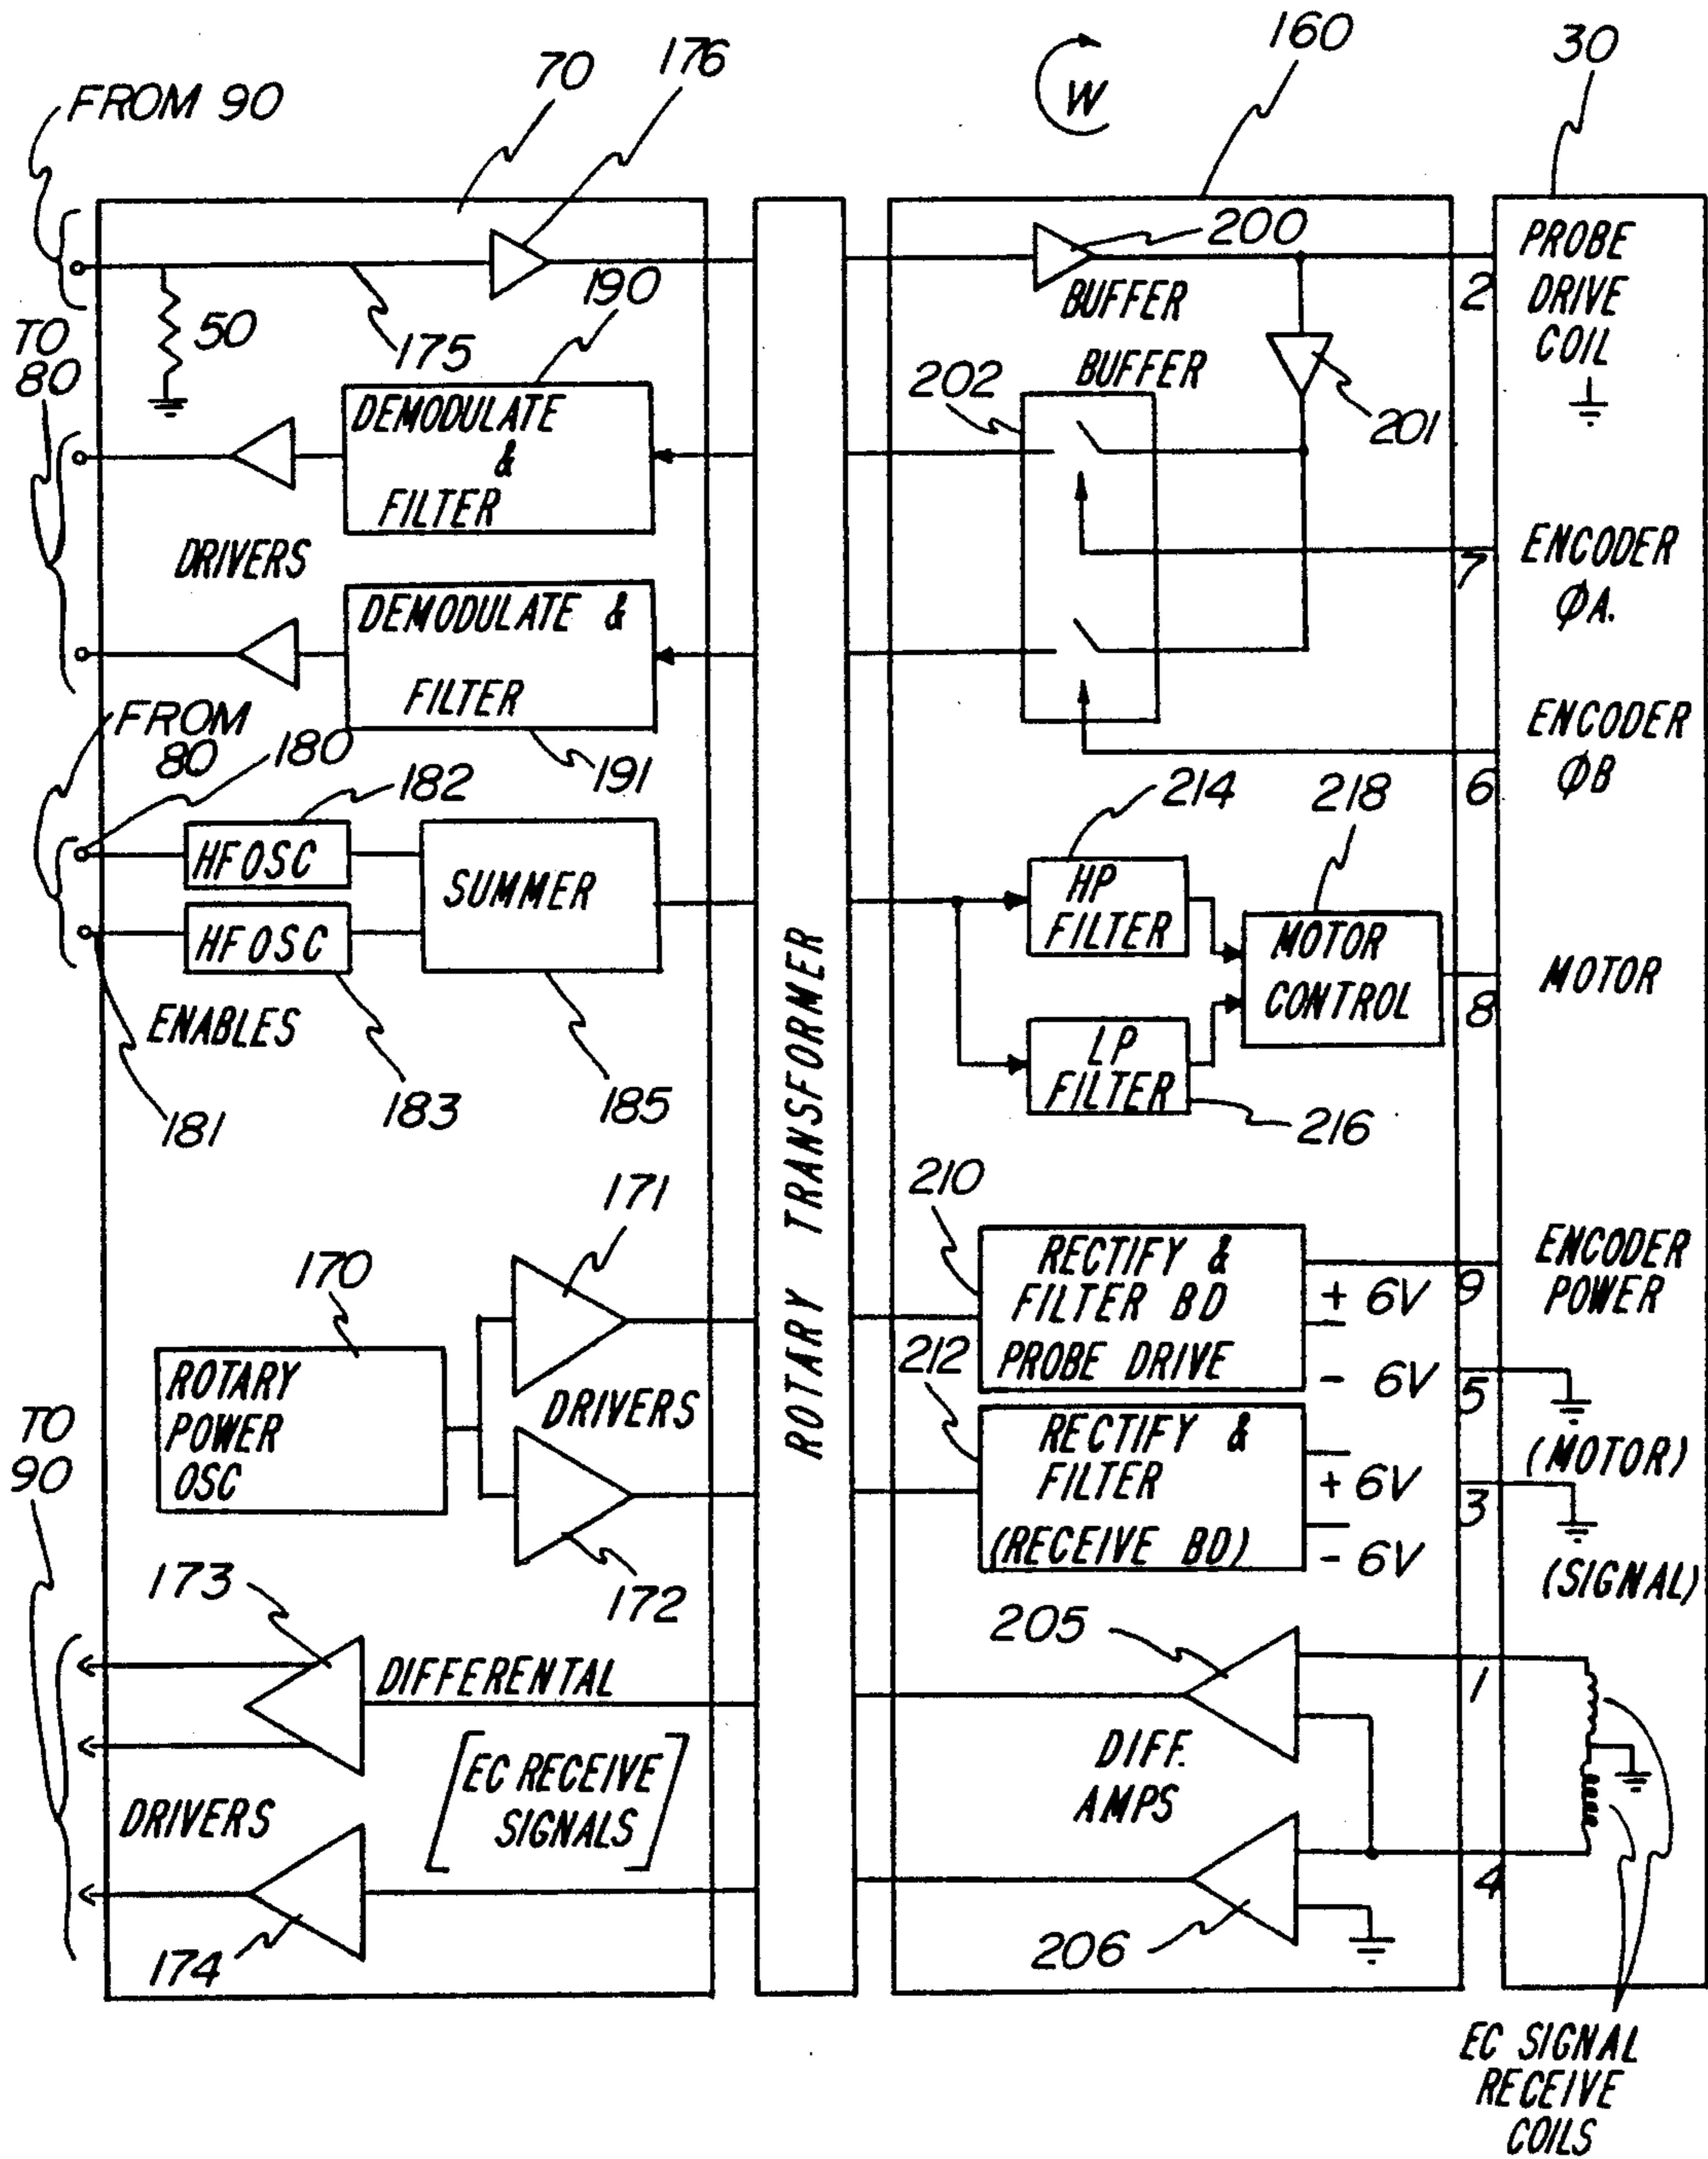 FROM 90
70
176
W
160
30
TO
80
50
175
190
200
BUFFER
BUFFER
202
201
2
PROBE
DRIVE
COIL
DEMODULATE
&
FILTER
DRIVERS
7
ENCODER
ϕA.
DEMODULATE &
FILTER
191
6
ENCODER
ϕB
FROM
80
180
182
HF OSC
HF OSC
SUMMER
ENABLES
181
183
185
ROTARY TRANSFORMER
214
HP
FILTER
218
MOTOR
CONTROL
LP
FILTER
216
8
MOTOR
170
ROTARY
POWER
OSC
171
DRIVERS
172
210
RECTIFY &
FILTER BD
PROBE DRIVE
+ 6V
- 6V
9
ENCODER
POWER
5
(MOTOR)
212
RECTIFY &
FILTER
(RECEIVE BD)
+ 6V
- 6V
3
(SIGNAL)
TO
90
173
DIFFERENTAL
[EC RECEIVE
SIGNALS]
DRIVERS
174
205
DIFF.
AMPS
206
1
4
EC SIGNAL
RECEIVE
COILS